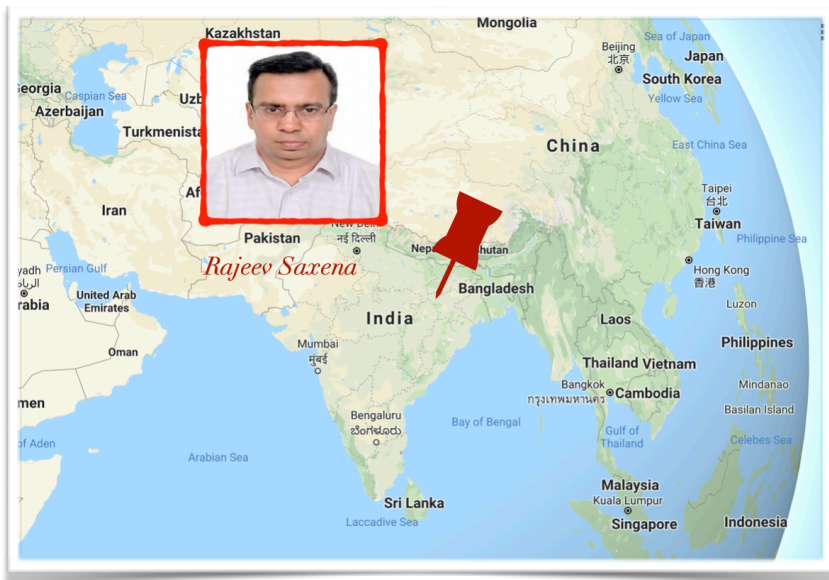 Mongolia
Kazakhstan
Sea of Japan
Beijing
北京
Japan
South Korea
Yellow Sea
eorgia
Caspian Sea
Azerbaijan
Uzb
Turkmenista
China
East China Sea
Af
Iran
Taipei
台北
Taiwan
Philippine Sea
नई दिल्ली
Pakistan
Nepa
hutan
Rajeev Saxena
yadh
Persian Gulf
rabia
United Arab
Emirates
Bangladesh
Hong Kong
香港
Luzon
India
Laos
Mumbai
मुंबई
Oman
Philippines
Thailand
Vietnam
Bangkok
กรุงเทพมหานคร
Cambodia
Mindanao
Basilan Island
men
Bengaluru
ಬೆಂಗಳೂರು
Bay of Bengal
Gulf of
Thailand
Celebes Sea
of Aden
Arabian Sea
Malaysia
Kuala Lumpur
Sri Lanka
Laccadive Sea
Singapore
Indonesia